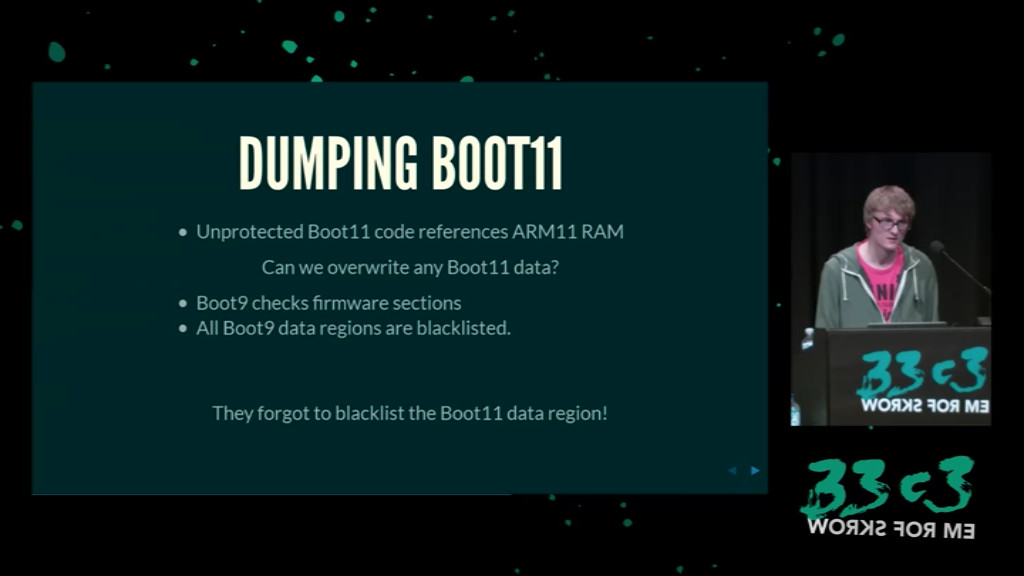 DUMPING BOOT11
• Unprotected Boot11 code references ARM11 RAM
Can we overwrite any Boot11 data?
• Boot9 checks firmware sections
• All Boot9 data regions are blacklisted.
They forgot to blacklist the Boot11 data region!
33c3
WORKS FOR ME
33c3
WORKS FOR ME